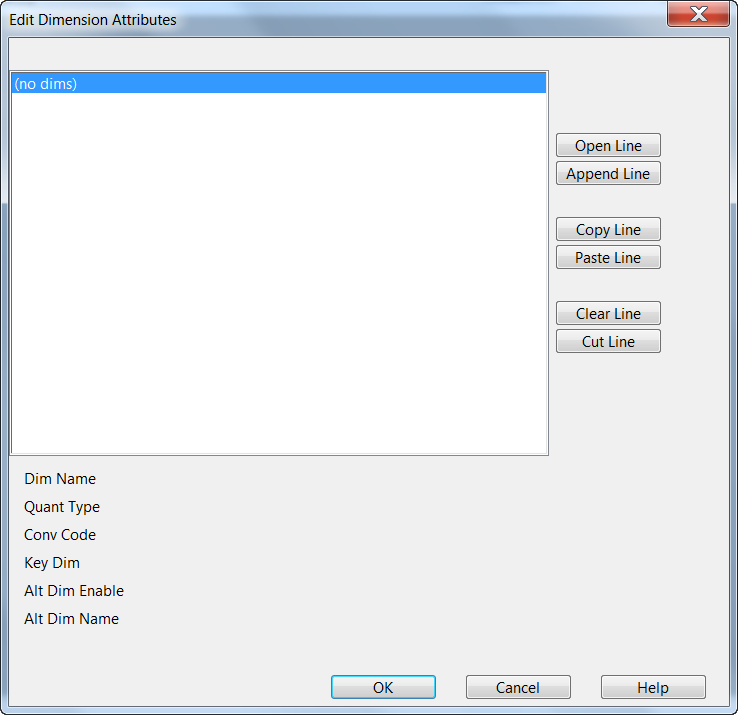 Edit Dimension Attributes
(no dims)
Open Line
Append Line
Copy Line
Paste Line
Clear Line
Cut Line
Dim Name
Quant Type
Conv Code
Key Dim
Alt Dim Enable
Alt Dim Name
OK
Cancel
Help